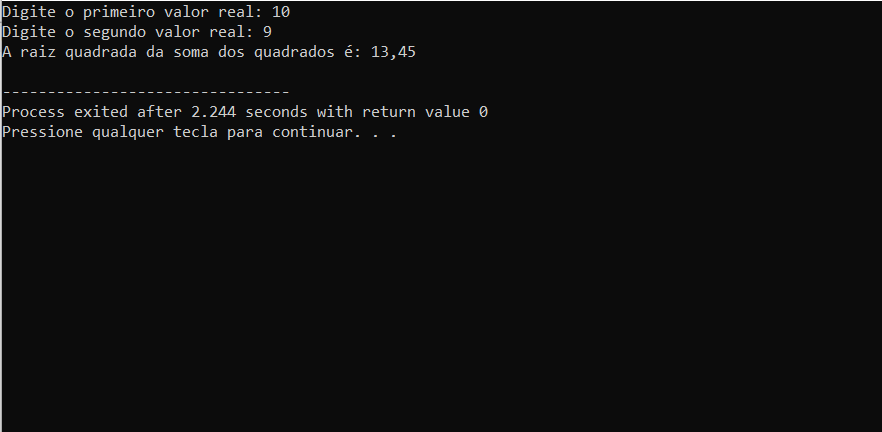 Digite o primeiro valor real: 10
Digite o segundo valor real: 9
A raiz quadrada da soma dos quadrados é: 13,45
--------------------------------
Process exited after 2.244 seconds with return value 0
Pressione qualquer tecla para continuar. . .